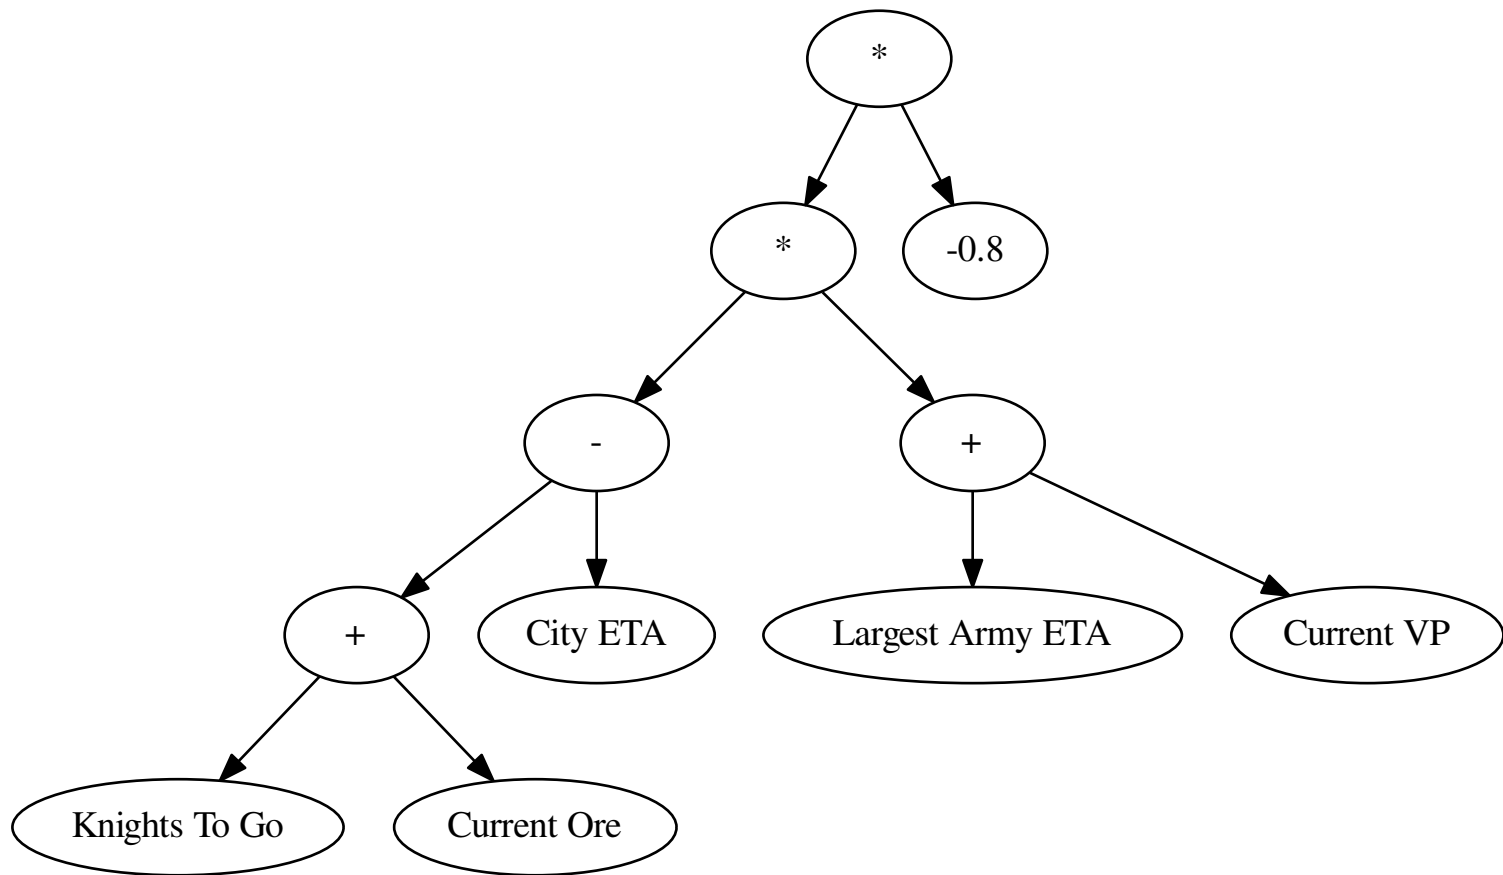 *
*
-0.8
-
+
+
City ETA
Largest Army ETA
Current VP
Knights To Go
Current Ore